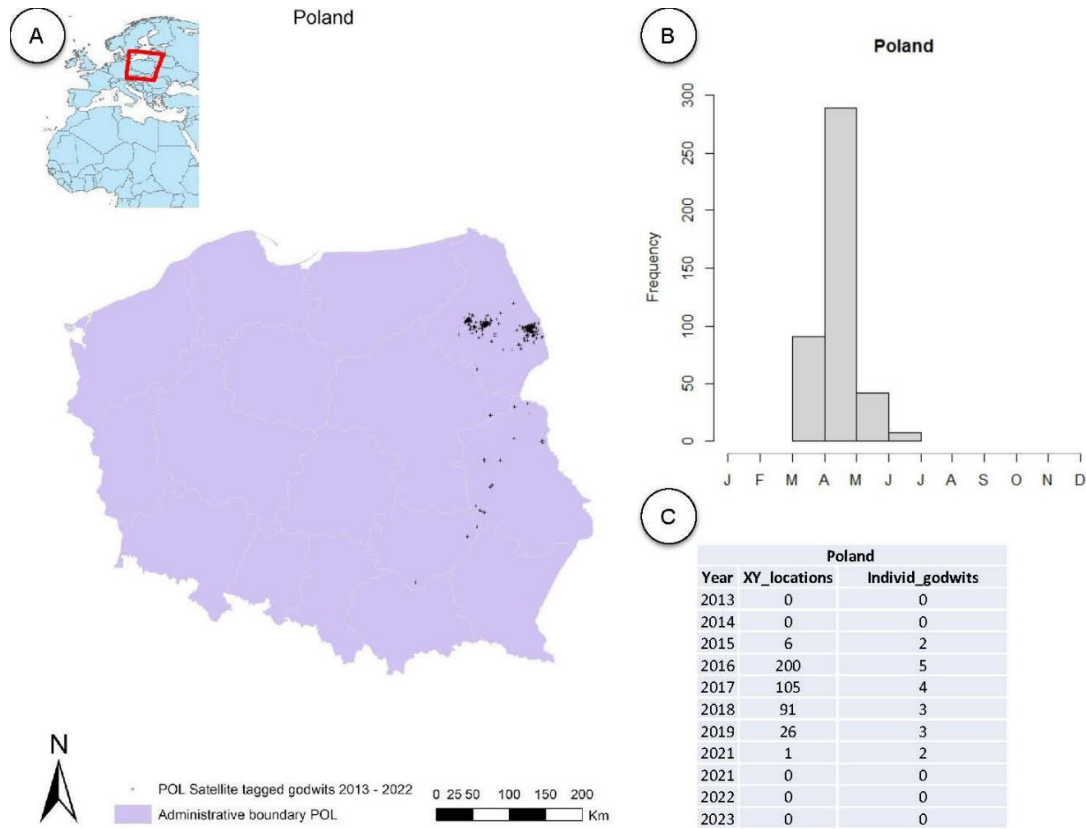 A
Poland
N
POL Satellite tagged godwits 2013 - 2022
Administrative boundary POL
0 25 50 100 150 200
Km
B
Poland
300
250
200
150
100
50
0
Frequency
J F M A M J J A S O N D
C
Poland
Year XY_locations Individ_godwits
2013 0 0
2014 0 0
2015 6 2
2016 200 5
2017 105 4
2018 91 3
2019 26 3
2021 1 2
2021 0 0
2022 0 0
2023 0 0